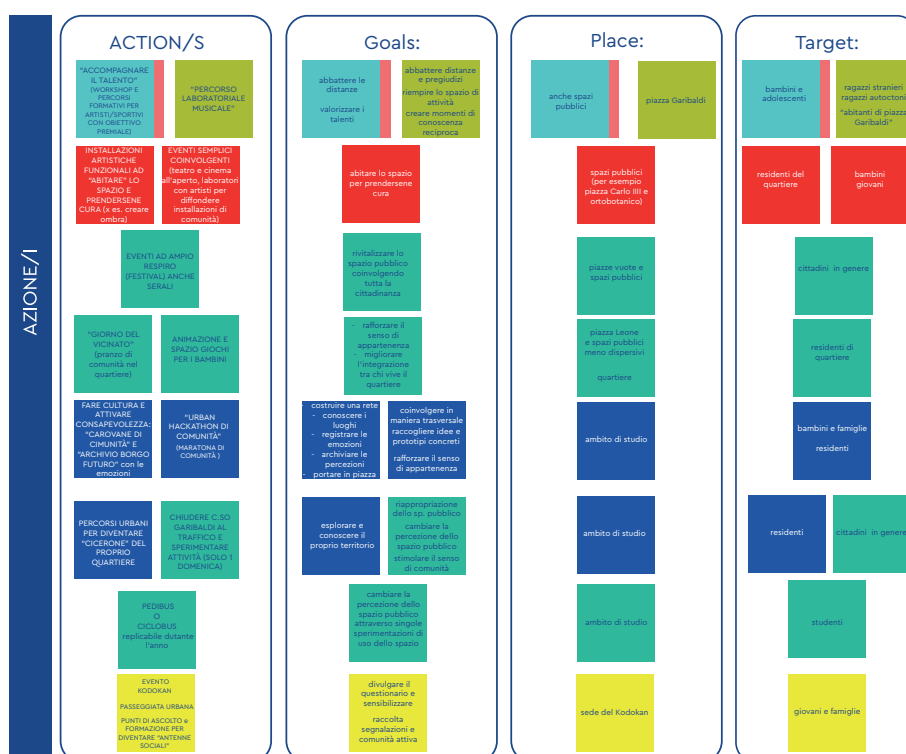 AZIONE/I
ACTION/S
"ACCOMPAGNARE
IL TALENTO"
(WORKSHOP E
PERCORSI
FORMATIVI PER
ARTISTI/SPORTIVI
CON OBIETTIVO
PREMIALE)
"PERCORSO
LABORATORIALE
MUSICALE"
INSTALLAZIONI
ARTISTICHE
FUNZIONALI AD
"ABITARE" LO
SPAZIO E
PRENDERSENE
CURA (x es. creare
ombra)
EVENTI SEMPLICI
COINVOLGENTI
(teatro e cinema
all'aperto, laboratori
con artisti per
diffondere
installazioni di
comunità)
EVENTI AD AMPIO
RESPIRO
(FESTIVAL) ANCHE
SERALI
"GIORNO DEL
VICINATO"
(pranzo di
comunità nel
quartiere)
ANIMAZIONE E
SPAZIO GIOCHI
PER I BAMBINI
FARE CULTURA E
ATTIVARE
CONSAPEVOLEZZA:
"CAROVANE DI
CIMUNITÀ" E
"ARCHIVIO BORGO
FUTURO" con le
emozioni
"URBAN
HACKATHON DI
COMUNITÀ"
(MARATONA DI
COMUNITÀ )
PERCORSI URBANI
PER DIVENTARE
"CICERONE" DEL
PROPRIO
QUARTIERE
CHIUDERE C.SO
GARIBALDI AL
TRAFFICO E
SPERIMENTARE
ATTIVITÀ (SOLO 1
DOMENICA)
PEDIBUS
O
CICLOBUS
replicabile dutante
l'anno
EVENTO
KODOKAN
PASSEGGIATA URBANA
PUNTI DI ASCOLTO e
FORMAZIONE PER
DIVENTARE "ANTENNE
SOCIALI"
Goals:
abbattere le
distanze
valorizzare i
talenti
abbattere distanze
e pregiudizi
riempire lo spazio di
attività
creare momenti di
conoscenza
reciproca
abitare lo spazio
per prendersene
cura
rivitalizzare lo
spazio pubblico
coinvolgendo
tutta la
cittadinanza
- rafforzare il
senso di
appartenenza
- migliorare
l'integrazione
tra chi vive il
quartiere
- costruire una rete
- conoscere i
luoghi
- registrare le
emozioni
- archiviare le
percezioni
- portare in piazza
coinvolgere in
maniera trasversale
raccogliere idee e
prototipi concreti
rafforzare il senso
di appartenenza
esplorare e
conoscere il
proprio territorio
riappropriazione
dello sp. pubblico
cambiare la
percezione dello
spazio pubblico
stimolare il senso
di comunità
cambiare la
percezione dello
spazio pubblico
attraverso singole
sperimentazioni di
uso dello spazio
divulgare il
questionario e
sensibilizzare
raccolta
segnalazioni e
comunità attiva
Place:
anche spazi
pubblici
piazza Garibaldi
spazi pubblici
(per esempio
piazza Carlo IIII e
ortobotanico)
piazze vuote e
spazi pubblici
piazza Leone
e spazi pubblici
meno dispersivi
quartiere
ambito di studio
ambito di studio
ambito di studio
sede del Kodokan
Target:
bambini e
adolescenti
ragazzi stranieri
ragazzi autoctoni
"abitanti di piazza
Garibaldi"
residenti del
quartiere
bambini
giovani
cittadini in genere
residenti di
quartiere
bambini e famiglie
residenti
residenti
cittadini in genere
studenti
giovani e famiglie